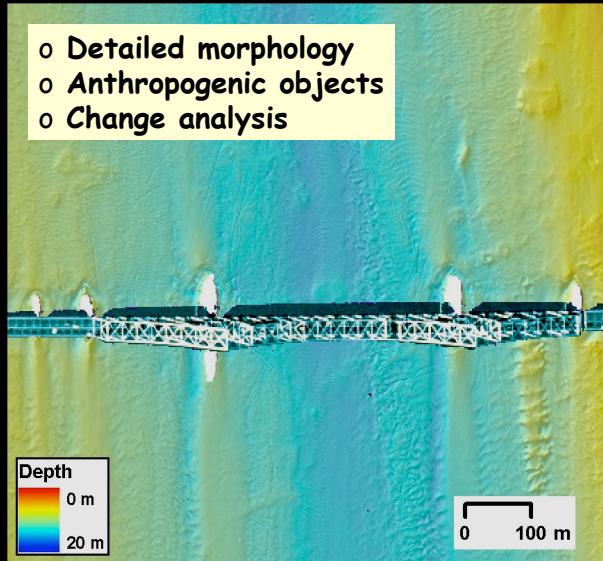 o Detailed morphology
o Anthropogenic objects
o Change analysis
Depth
0 m
20 m
0 100 m